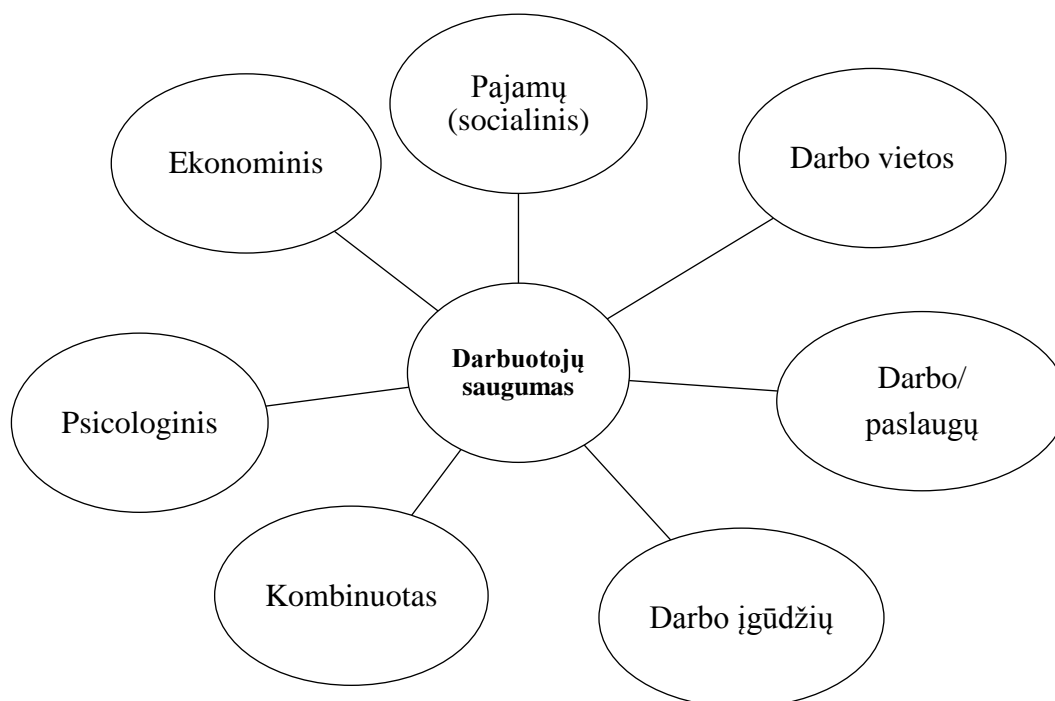 Pajamų
(socialinis)
Ekonominis
Darbo vietos
Darbuotojų
saugumas
Darbo/
paslaugų
Psicologinis
Kombinuotas
Darbo įgūdžių